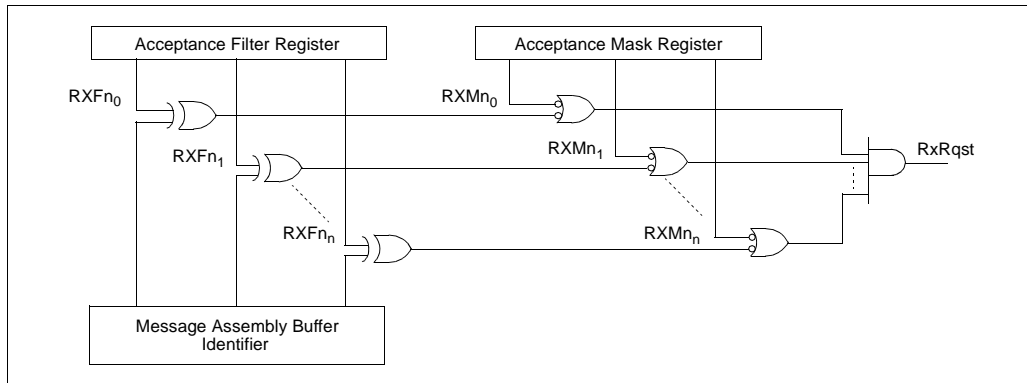 Acceptance Filter Register
Acceptance Mask Register
RXFn0
RXMn0
RXFn1
RXMn1
RxRqst
RXFnn
RXMnn
Message Assembly Buffer
Identifier